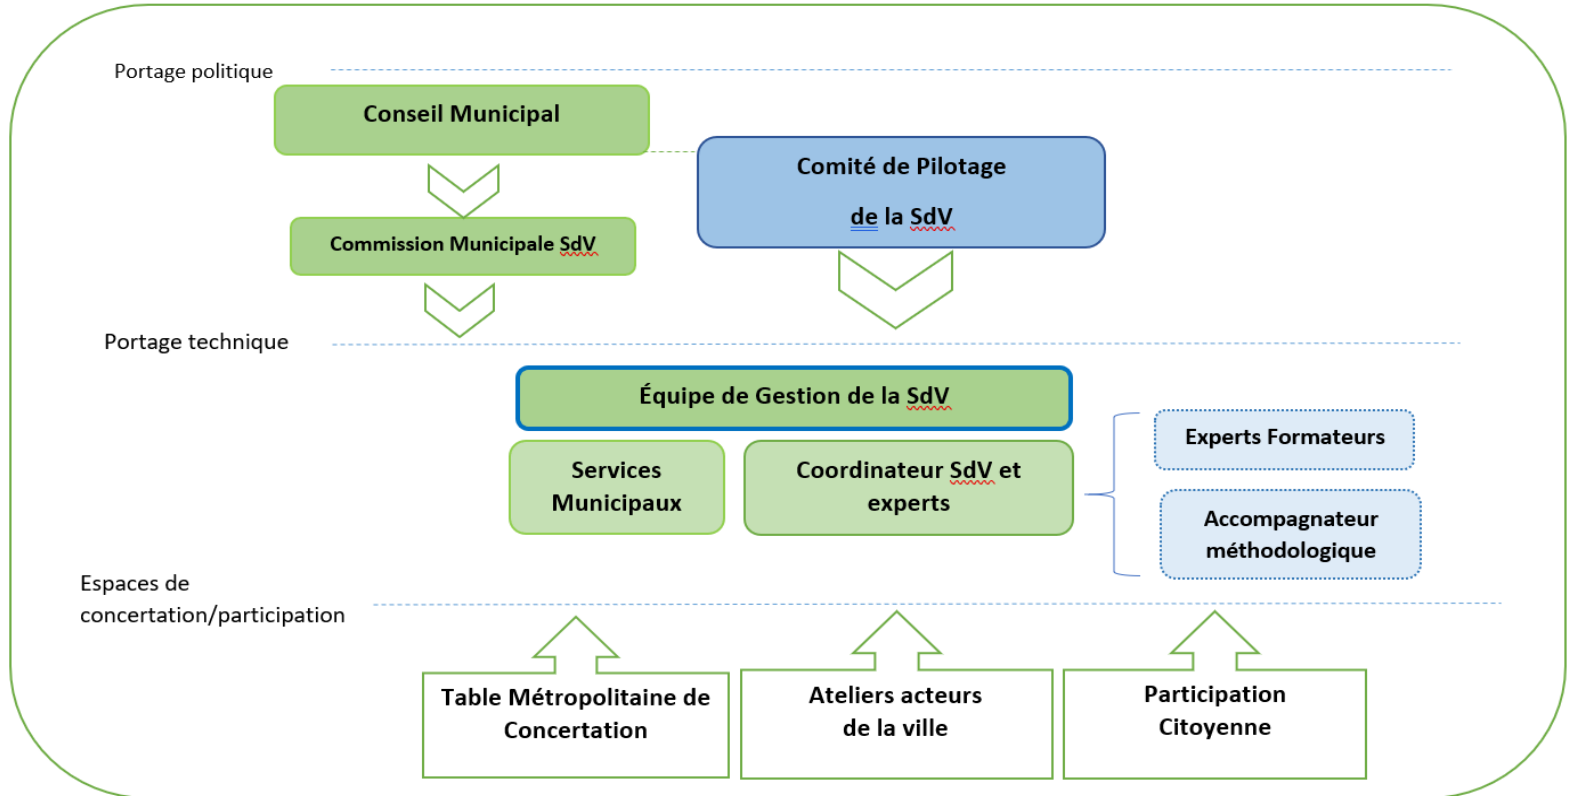 Portage politique
Conseil Municipal
Comité de Pilotage
de la SdV
Commission Municipale SdV
Portage technique
Équipe de Gestion de la SdV
Services
Municipaux
Coordinateur SdV et
experts
Experts Formateurs
Accompagnateur
méthodologique
Espaces de
concertation/participation
Table Métropolitaine de
Concertation
Ateliers acteurs
de la ville
Participation
Citoyenne